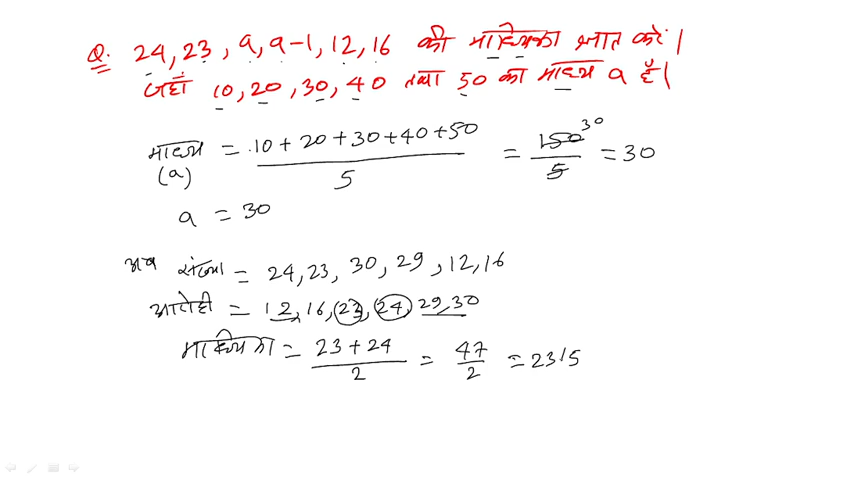 Q. 24, 23, a, a-1, 12, 16 की माध्यिका ज्ञात करें।
जहाँ 10, 20, 30, 40 तथा 50 का माध्य a है।
माध्य (a) = 10+20+30+40+50 / 5 = 150 30 / 5 = 30
a = 30
अब संख्या = 24, 23, 30, 29, 12, 16
आरोही = 12, 16, 23, 24, 29, 30
माध्यिका = 23+24 / 2 = 47 / 2 = 23.5